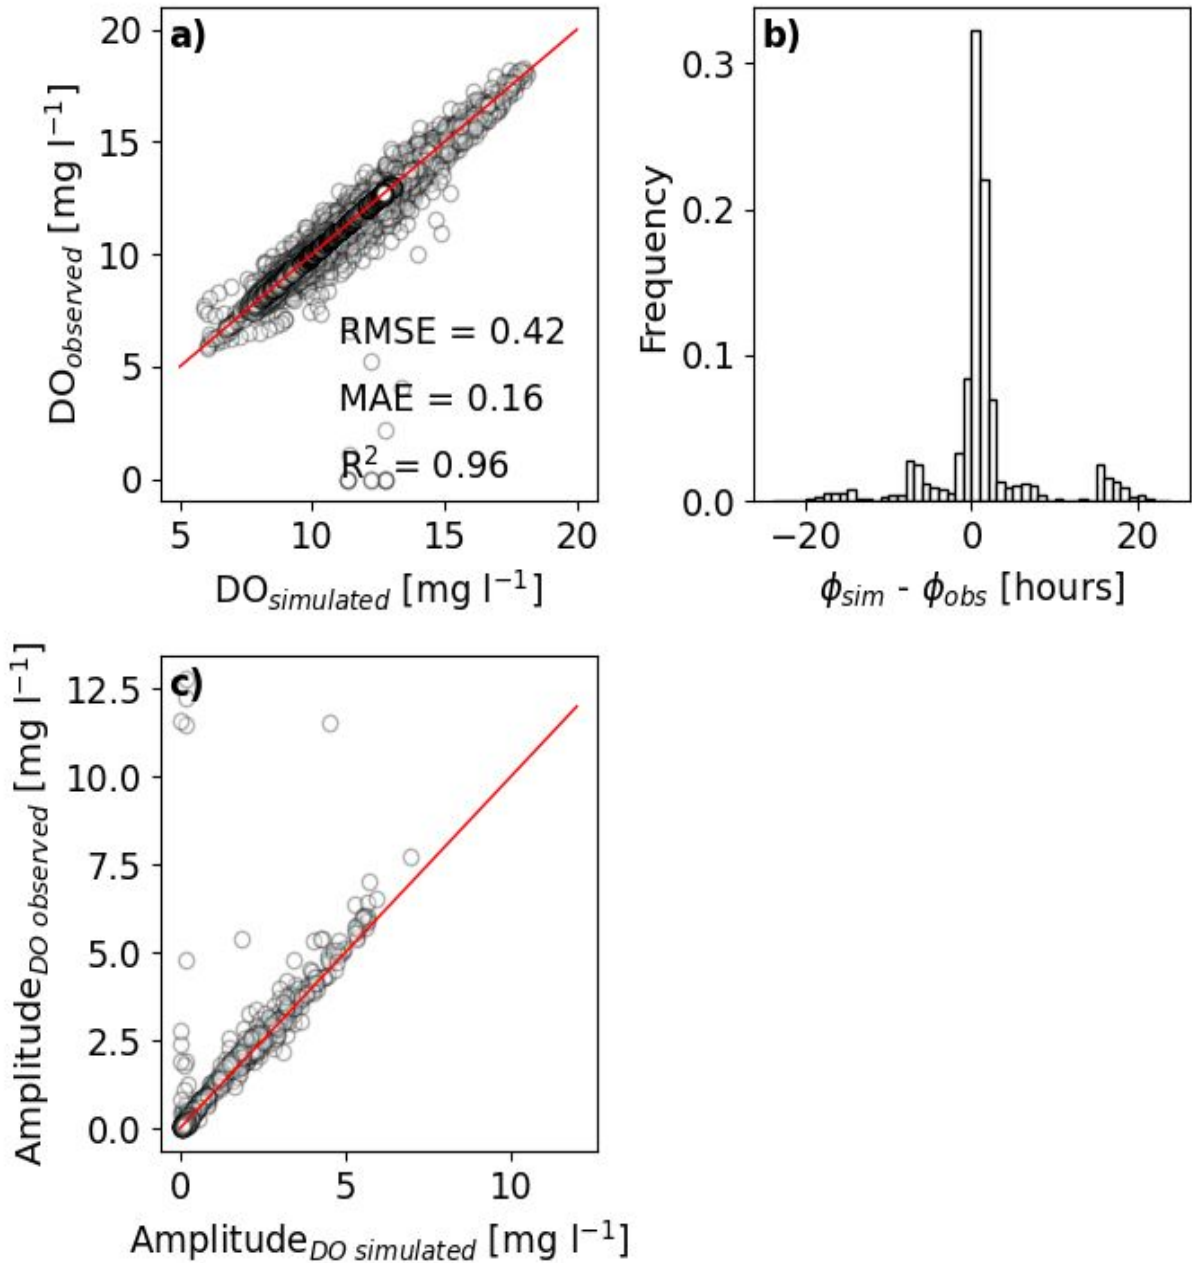 a)
20
15
10
5
0
DO_observed [mg l⁻¹]
RMSE = 0.42
MAE = 0.16
R² = 0.96
5 10 15 20
DO_simulated [mg l⁻¹]
b)
0.3
0.2
0.1
0.0
Frequency
−20 0 20
ϕ_sim - ϕ_obs [hours]
c)
12.5
10.0
7.5
5.0
2.5
0.0
Amplitude_DO observed [mg l⁻¹]
0 5 10
Amplitude_DO simulated [mg l⁻¹]